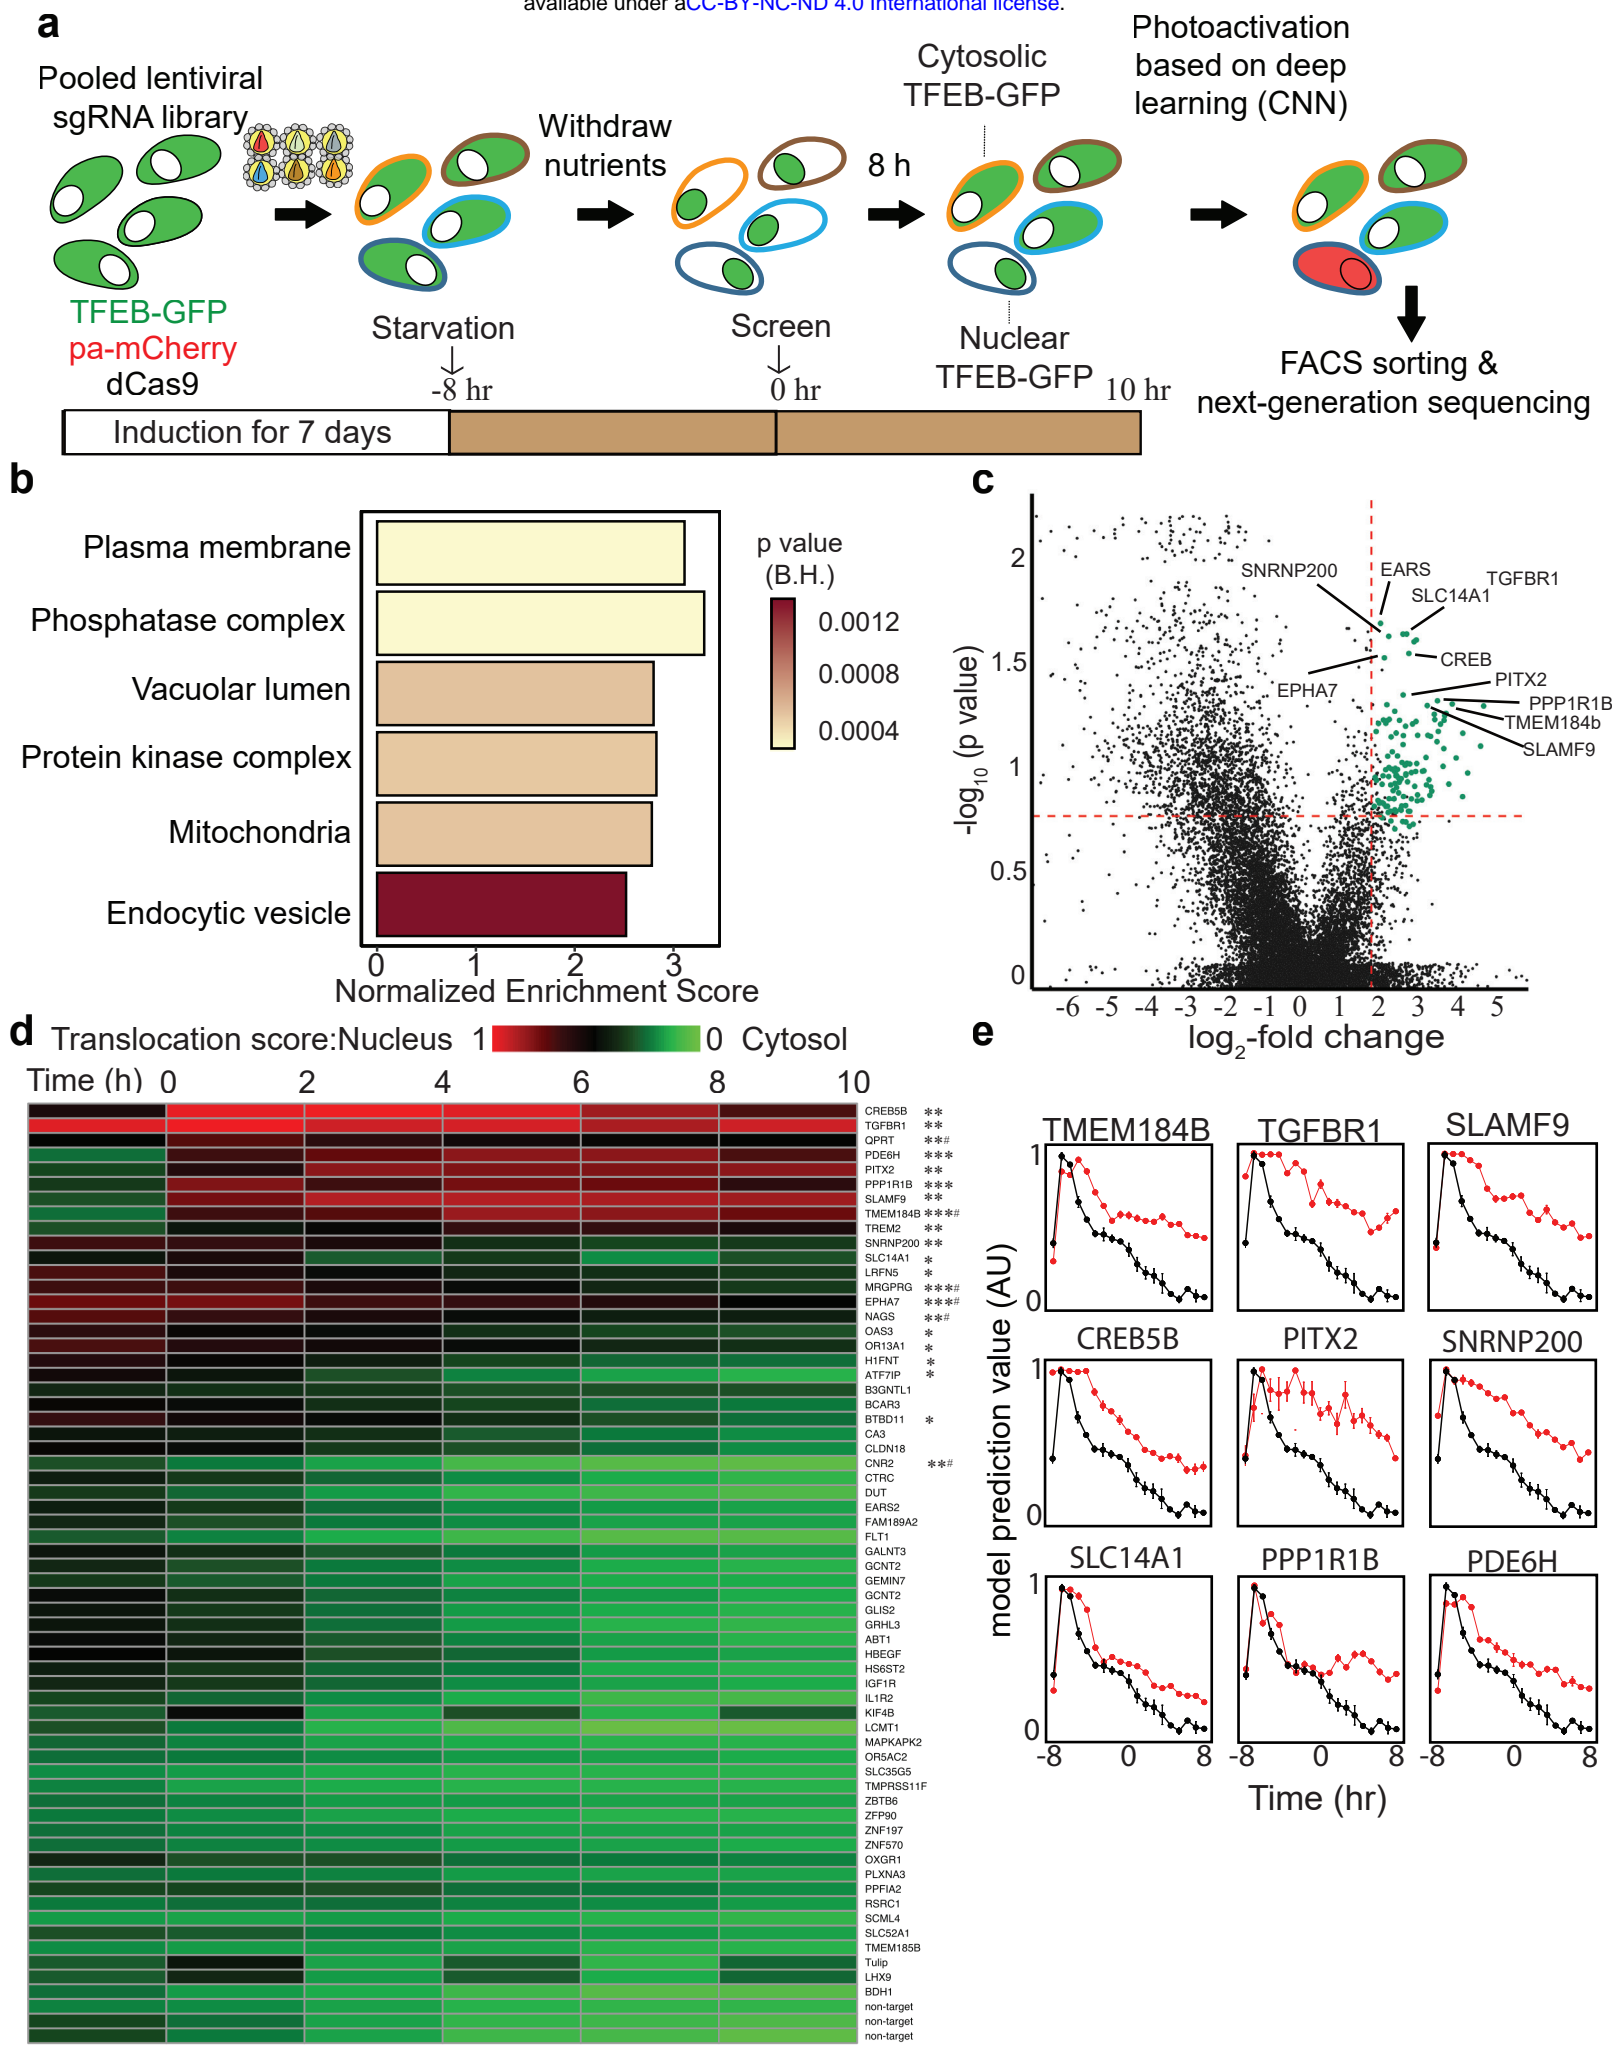 available under aCC-BY-NC-ND 4.0 International license.
a
Pooled lentiviral
sgRNA library
Withdraw
nutrients
8 h
Cytosolic
TFEB-GFP
Photoactivation
based on deep
learning (CNN)
TFEB-GFP
pa-mCherry
dCas9
Starvation
-8 hr
Screen
0 hr
Nuclear
TFEB-GFP
10 hr
FACS sorting &
next-generation sequencing
Induction for 7 days
b
Plasma membrane
Phosphatase complex
Vacuolar lumen
Protein kinase complex
Mitochondria
Endocytic vesicle
0 1 2 3
Normalized Enrichment Score
p value
(B.H.)
0.0012
0.0008
0.0004
c
-log10 (p value)
2
1.5
1
0.5
0
SNRNP200
EARS
TGFBR1
SLC14A1
CREB
EPHA7
PITX2
PPP1R1B
TMEM184b
SLAMF9
-6 -5 -4 -3 -2 -1 0 1 2 3 4 5
log2-fold change
d
Translocation score:Nucleus 1 0 Cytosol
Time (h) 0 2 4 6 8 10
CREB5B **
TGFBR1 **
QPRT **#
PDE6H ***
PITX2 **
PPP1R1B ***
SLAMF9 **
TMEM184B ***#
TREM2 **
SNRNP200 **
SLC14A1 *
LRFN5 *
MRGPRG ***#
EPHA7 ***#
NAGS **#
OAS3 *
OR13A1 *
H1FNT *
ATF7IP *
B3GNTL1
BCAR3
BTBD11 *
CA3
CLDN18
CNR2 **#
CTRC
DUT
EARS2
FAM189A2
FLT1
GALNT3
GCNT2
GEMIN7
GCNT2
GLIS2
GRHL3
ABT1
HBEGF
HS6ST2
IGF1R
IL1R2
KIF4B
LCMT1
MAPKAPK2
OR5AC2
SLC35G5
TMPRSS11F
ZBTB6
ZFP90
ZNF197
ZNF570
OXGR1
PLXNA3
PPFIA2
RSRC1
SCML4
SLC52A1
TMEM185B
Tulip
LHX9
BDH1
non-target
non-target
non-target
e
model prediction value (AU)
TMEM184B TGFBR1 SLAMF9
1
0
CREB5B PITX2 SNRNP200
1
0
SLC14A1 PPP1R1B PDE6H
1
0
-8 0 8 -8 0 8 -8 0 8
Time (hr)